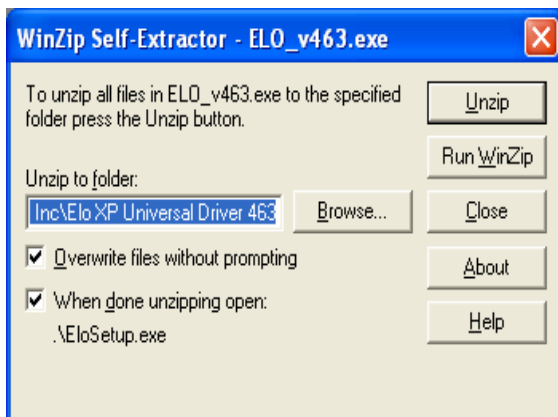 WinZip Self-Extractor - ELO_v463.exe
To unzip all files in ELO_v463.exe to the specified
folder press the Unzip button.
Unzip to folder:
Inc\Elo XP Universal Driver 463
Browse...
Overwrite files without prompting
When done unzipping open:
.\EloSetup.exe
Unzip
Run WinZip
Close
About
Help